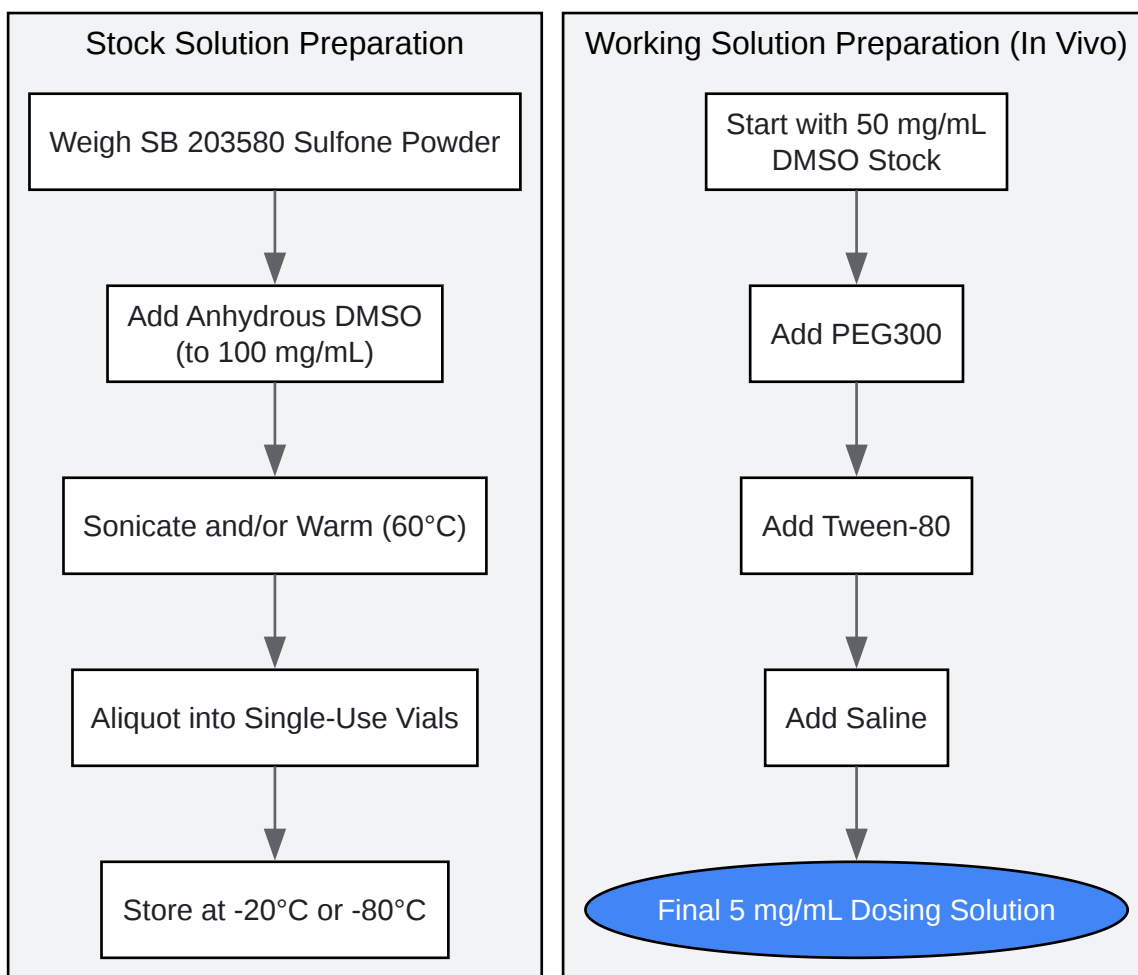 Stock Solution Preparation
Weigh SB 203580 Sulfone Powder
Add Anhydrous DMSO
(to 100 mg/mL)
Sonicate and/or Warm (60°C)
Aliquot into Single-Use Vials
Store at -20°C or -80°C
Working Solution Preparation (In Vivo)
Start with 50 mg/mL
DMSO Stock
Add PEG300
Add Tween-80
Add Saline
Final 5 mg/mL Dosing Solution